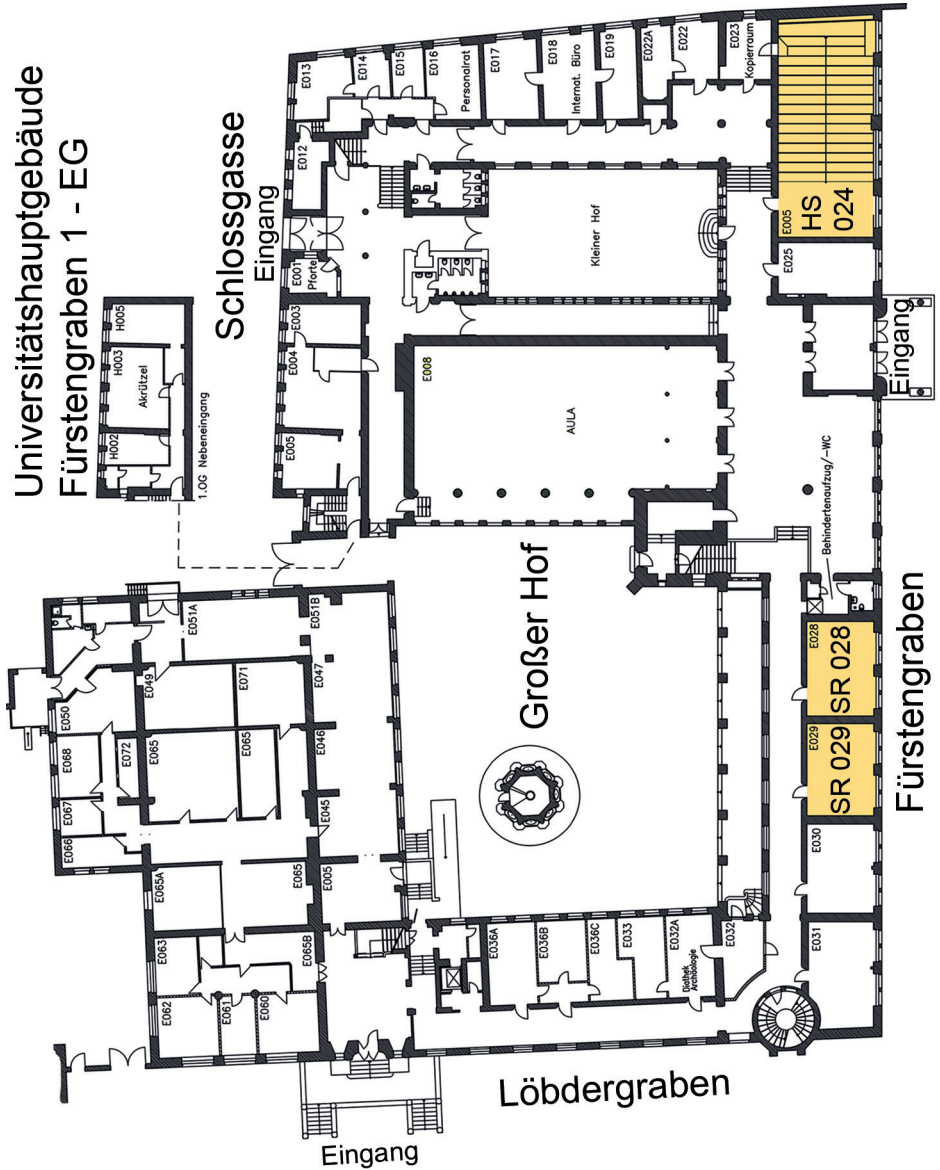 Universitätshauptgebäude
Fürstengraben 1 - EG
Schlossgasse
Eingang
H005
H003
Akrützel
H002
1.OG Nebeneingang
E013
E014
E015
E016
Personalrat
E017
E018
Internat. Büro
E019
E022A
E022
E023
Kopierraum
E012
E001
Pforte
E003
E004
E005
Kleiner Hof
E008
AULA
E005
HS
024
E025
Eingang
Behindertenaufzug/-WC
Großer Hof
E051A
E051B
E050
E049
E071
E047
E068
E072
E065
E065
E046
E067
E066
E045
E065A
E065
E005
E063
E065B
E062
E061
E060
E036A
E036B
E036C
E033
E032A
Diathek
Archäologie
E032
E028
SR 028
E029
SR 029
E030
E031
Fürstengraben
Löbdergraben
Eingang